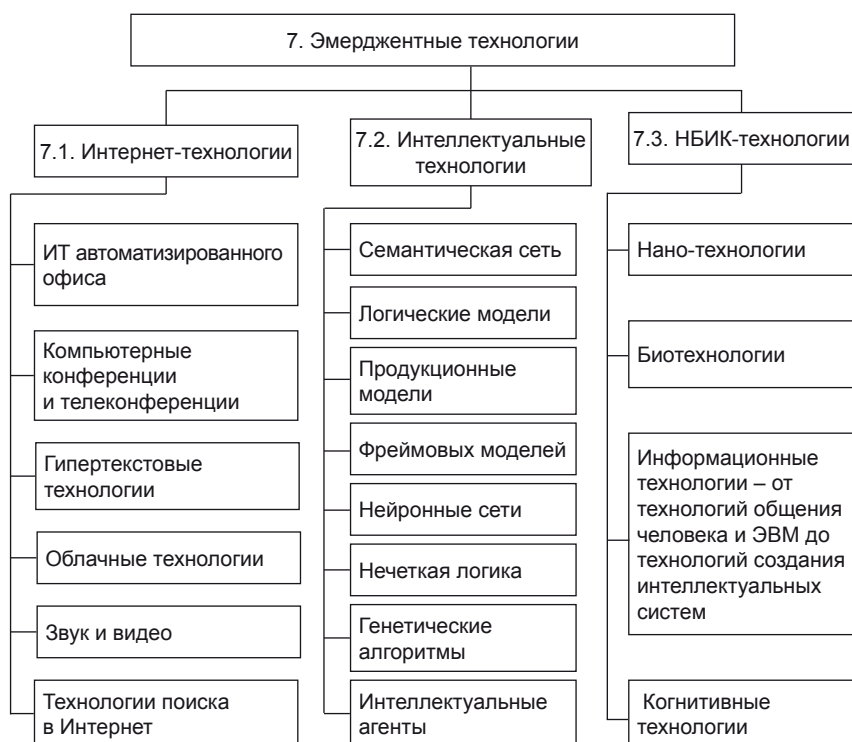 7. Эмерджентные технологии
7.1. Интернет-технологии
ИТ автоматизированного
офиса
Компьютерные
конференции
и телеконференции
Гипертекстовые
технологии
Облачные технологии
Звук и видео
Технологии поиска
в Интернет
7.2. Интеллектуальные
технологии
Семантическая сеть
Логические модели
Продукционные
модели
Фреймовых моделей
Нейронные сети
Нечеткая логика
Генетические
алгоритмы
Интеллектуальные
агенты
7.3. НБИК-технологии
Нано-технологии
Биотехнологии
Информационные
технологии – от
технологий общения
человека и ЭВМ до
технологий создания
интеллектуальных
систем
Когнитивные
технологии